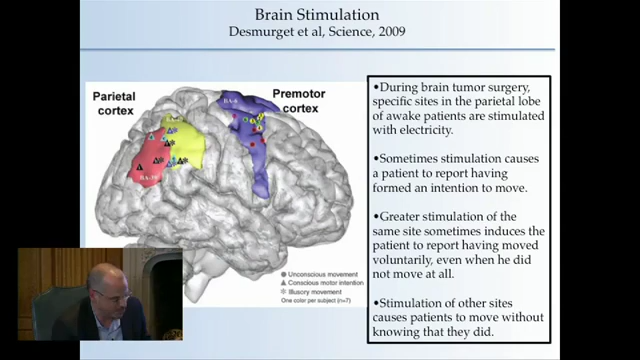 Brain Stimulation
Desmurget et al, Science, 2009
Parietal
cortex
Premotor
cortex
Unconscious movement
Conscious motor intention
Illusory movement
One color per subject (n=7)
•During brain tumor surgery,
specific sites in the parietal lobe
of awake patients are stimulated
with electricity.
•Sometimes stimulation causes
a patient to report having
formed an intention to move.
•Greater stimulation of the
same site sometimes induces the
patient to report having moved
voluntarily, even when he did
not move at all.
•Stimulation of other sites
causes patients to move without
knowing that they did.